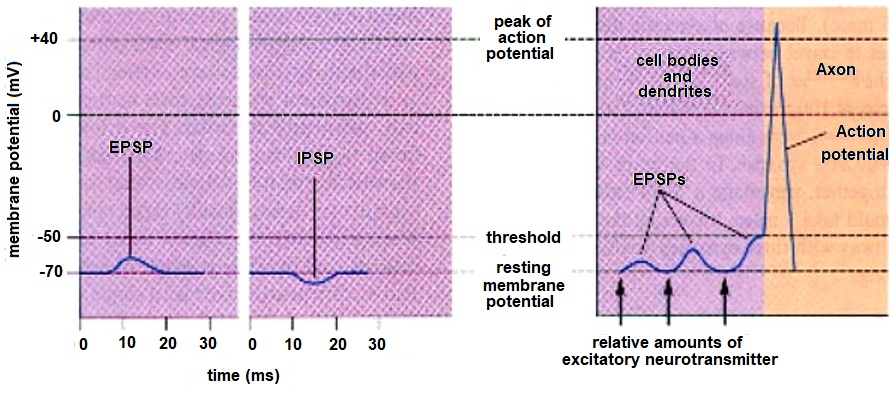 membrane potential (mV)
+40
0
-50
-70
EPSP
IPSP
0
10
20
30
0
10
20
30
time (ms)
peak of
action
potential
threshold
resting
membrane
potential
cell bodies
and
dendrites
Axon
Action
potential
EPSPs
relative amounts of
excitatory neurotransmitter